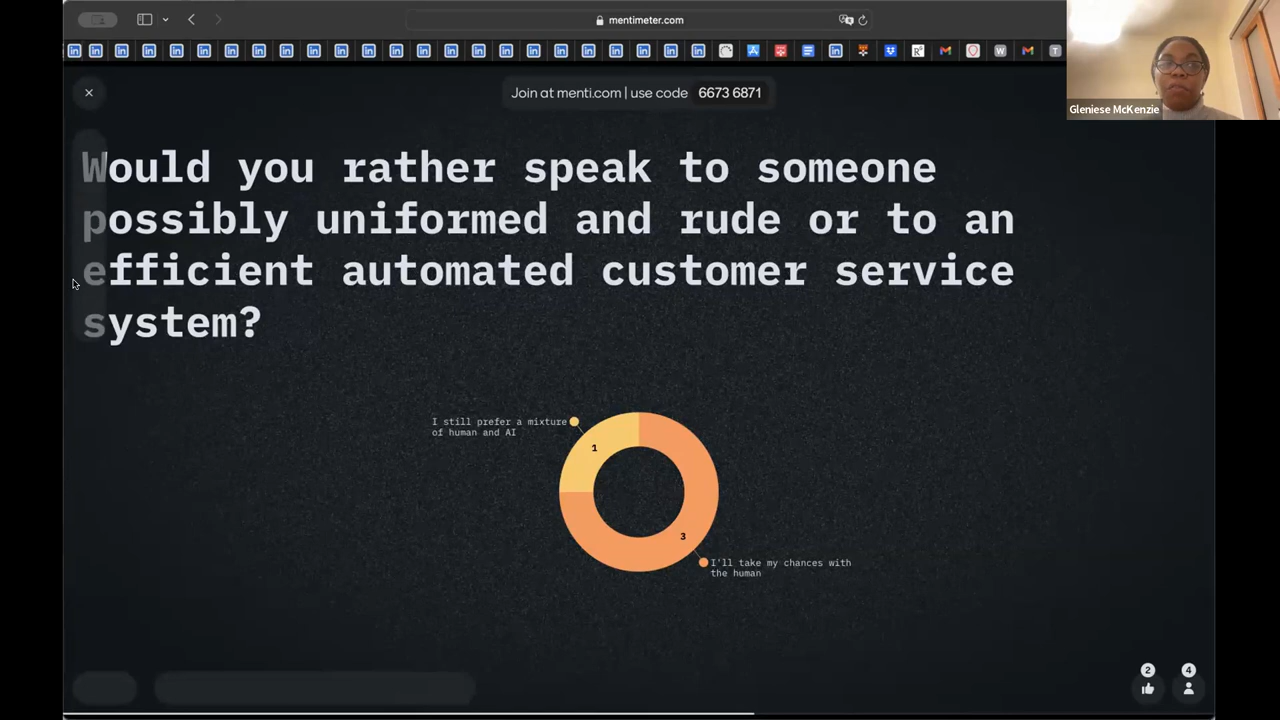 mentimeter.com
Join at menti.com | use code 6673 6871
Gleniese McKenzie
Would you rather speak to someone
possibly uniformed and rude or to an
efficient automated customer service
system?
I still prefer a mixture
of human and AI
1
3
I'll take my chances with
the human
2
4